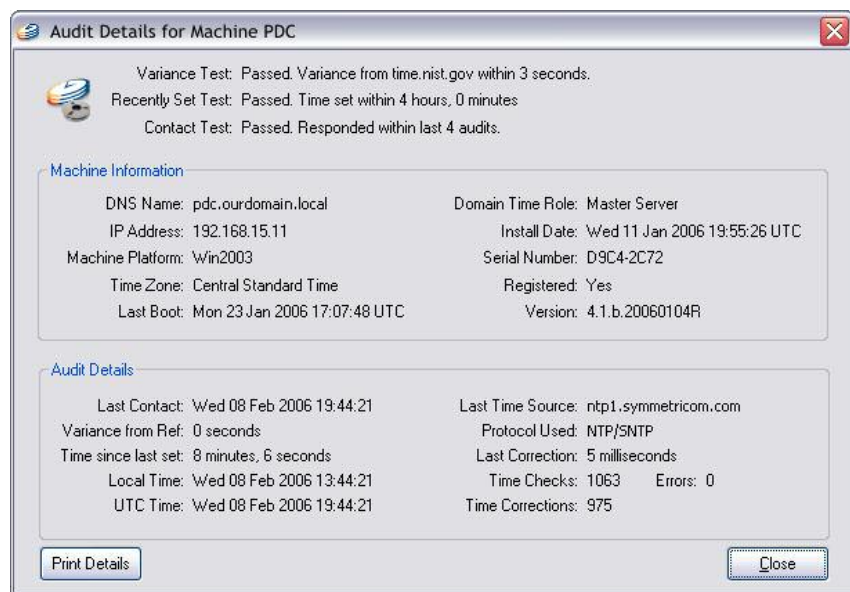 Audit Details for Machine PDC
Variance Test: Passed. Variance from time.nist.gov within 3 seconds.
Recently Set Test: Passed. Time set within 4 hours, 0 minutes
Contact Test: Passed. Responded within last 4 audits.
Machine Information
DNS Name: pdc.ourdomain.local
Domain Time Role: Master Server
IP Address: 192.168.15.11
Install Date: Wed 11 Jan 2006 19:55:26 UTC
Machine Platform: Win2003
Serial Number: D9C4-2C72
Time Zone: Central Standard Time
Registered: Yes
Last Boot: Mon 23 Jan 2006 17:07:48 UTC
Version: 4.1.b.20060104R
Audit Details
Last Contact: Wed 08 Feb 2006 19:44:21
Last Time Source: ntp1.symmetricom.com
Variance from Ref: 0 seconds
Protocol Used: NTP/SNTP
Time since last set: 8 minutes, 6 seconds
Last Correction: 5 milliseconds
Local Time: Wed 08 Feb 2006 13:44:21
Time Checks: 1063 Errors: 0
UTC Time: Wed 08 Feb 2006 19:44:21
Time Corrections: 975
Print Details
Close